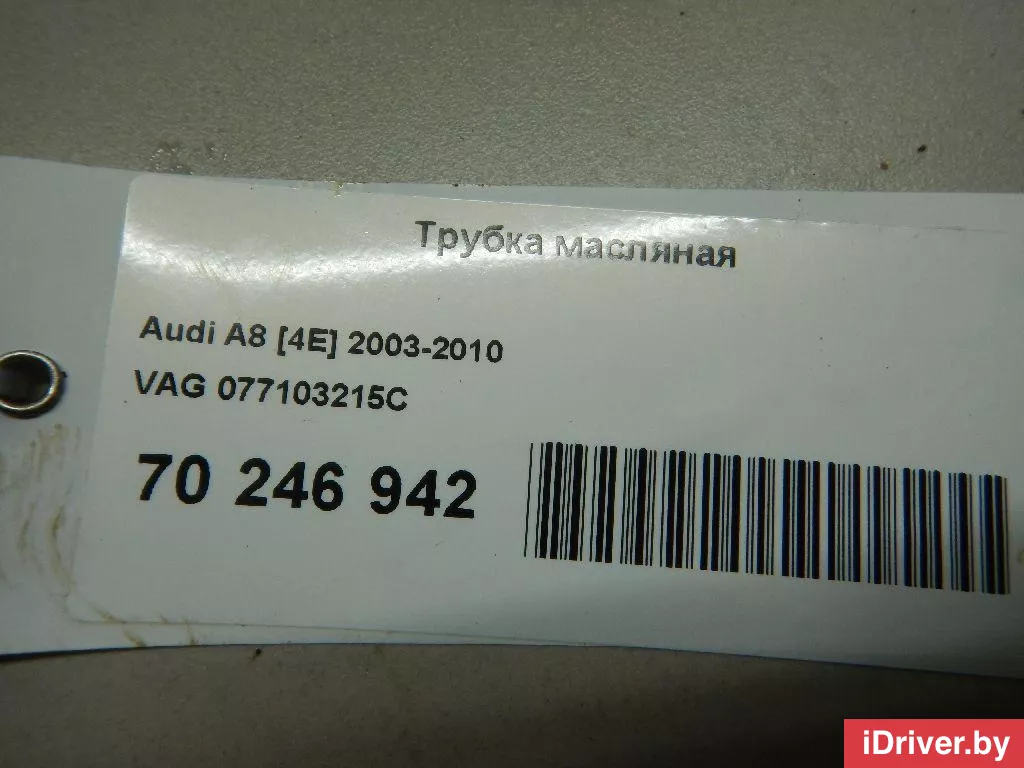 Трубка масляная
Audi A8 [4E] 2003-2010
VAG 077103215C
70 246 942
iDriver.by